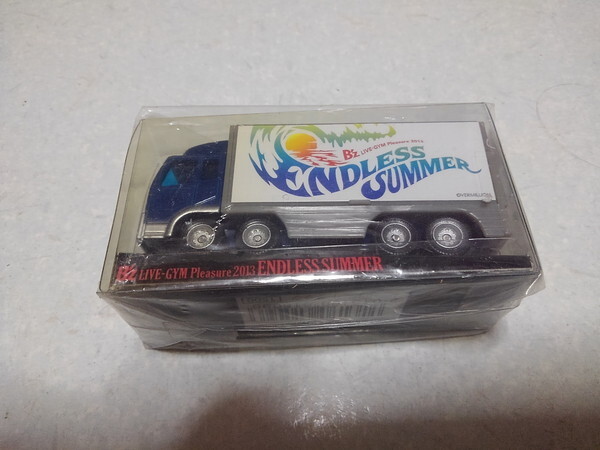 B'z LIVE-GYM Pleasure 2013
ENDLESS
SUMMER
B'z LIVE-GYM Pleasure 2013 ENDLESS SUMMER